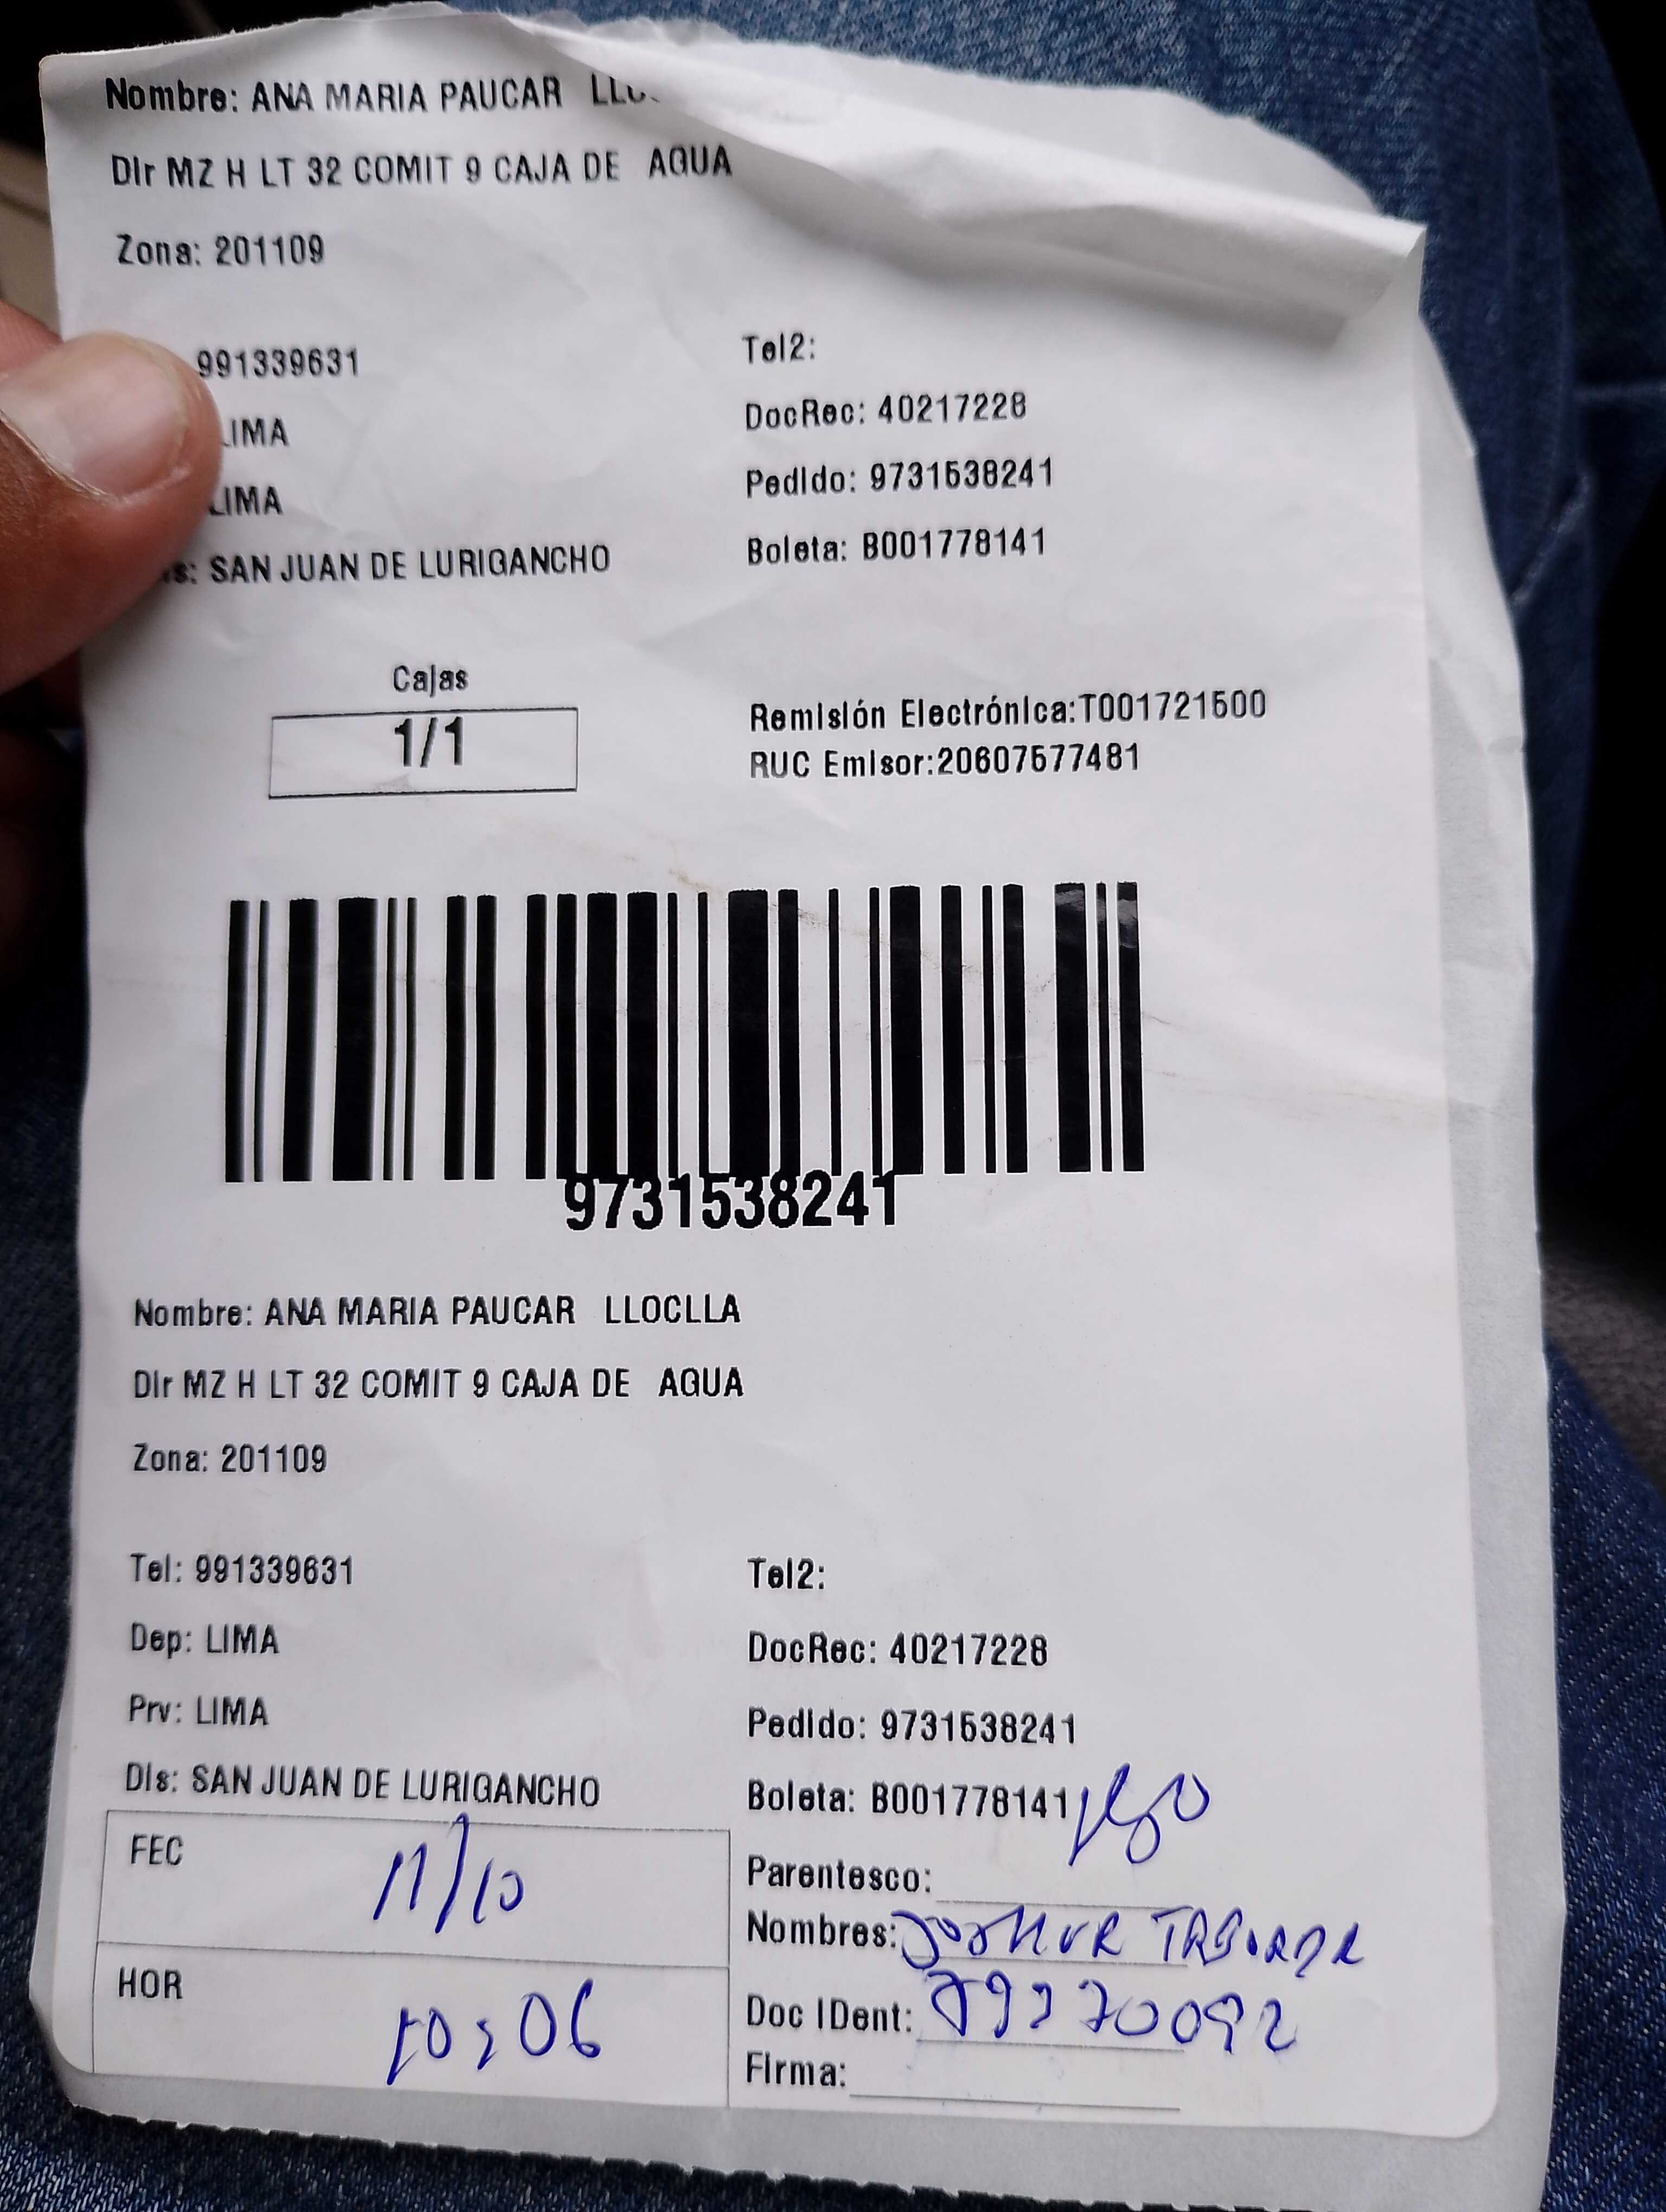 Nombre: ANA MARIA PAUCAR
Dir MZ H LT 32 COMIT 9 CAJA DE AGUA
Zona: 201109
991339631
Tel2:
LIMA
DocRec: 40217228
LIMA
Pedido: 9731538241
SAN JUAN DE LURIGANCHO
Boleta: B001778141
Cajas
1/1
Remisión Electrónica:T001721500
RUC Emisor:20607577481
9731538241
Nombre: ANA MARIA PAUCAR LLOCLLA
Dir MZ H LT 32 COMIT 9 CAJA DE AGUA
Zona: 201109
Tel: 991339631
Tel2:
Dep: LIMA
DocRec: 40217228
Prv: LIMA
Pedido: 9731538241
Dis: SAN JUAN DE LURIGANCHO
Boleta: B001778141
FEC 11/10
Parentesco:
Nombres:
HOR 10:06
Doc IDent:
Firma: